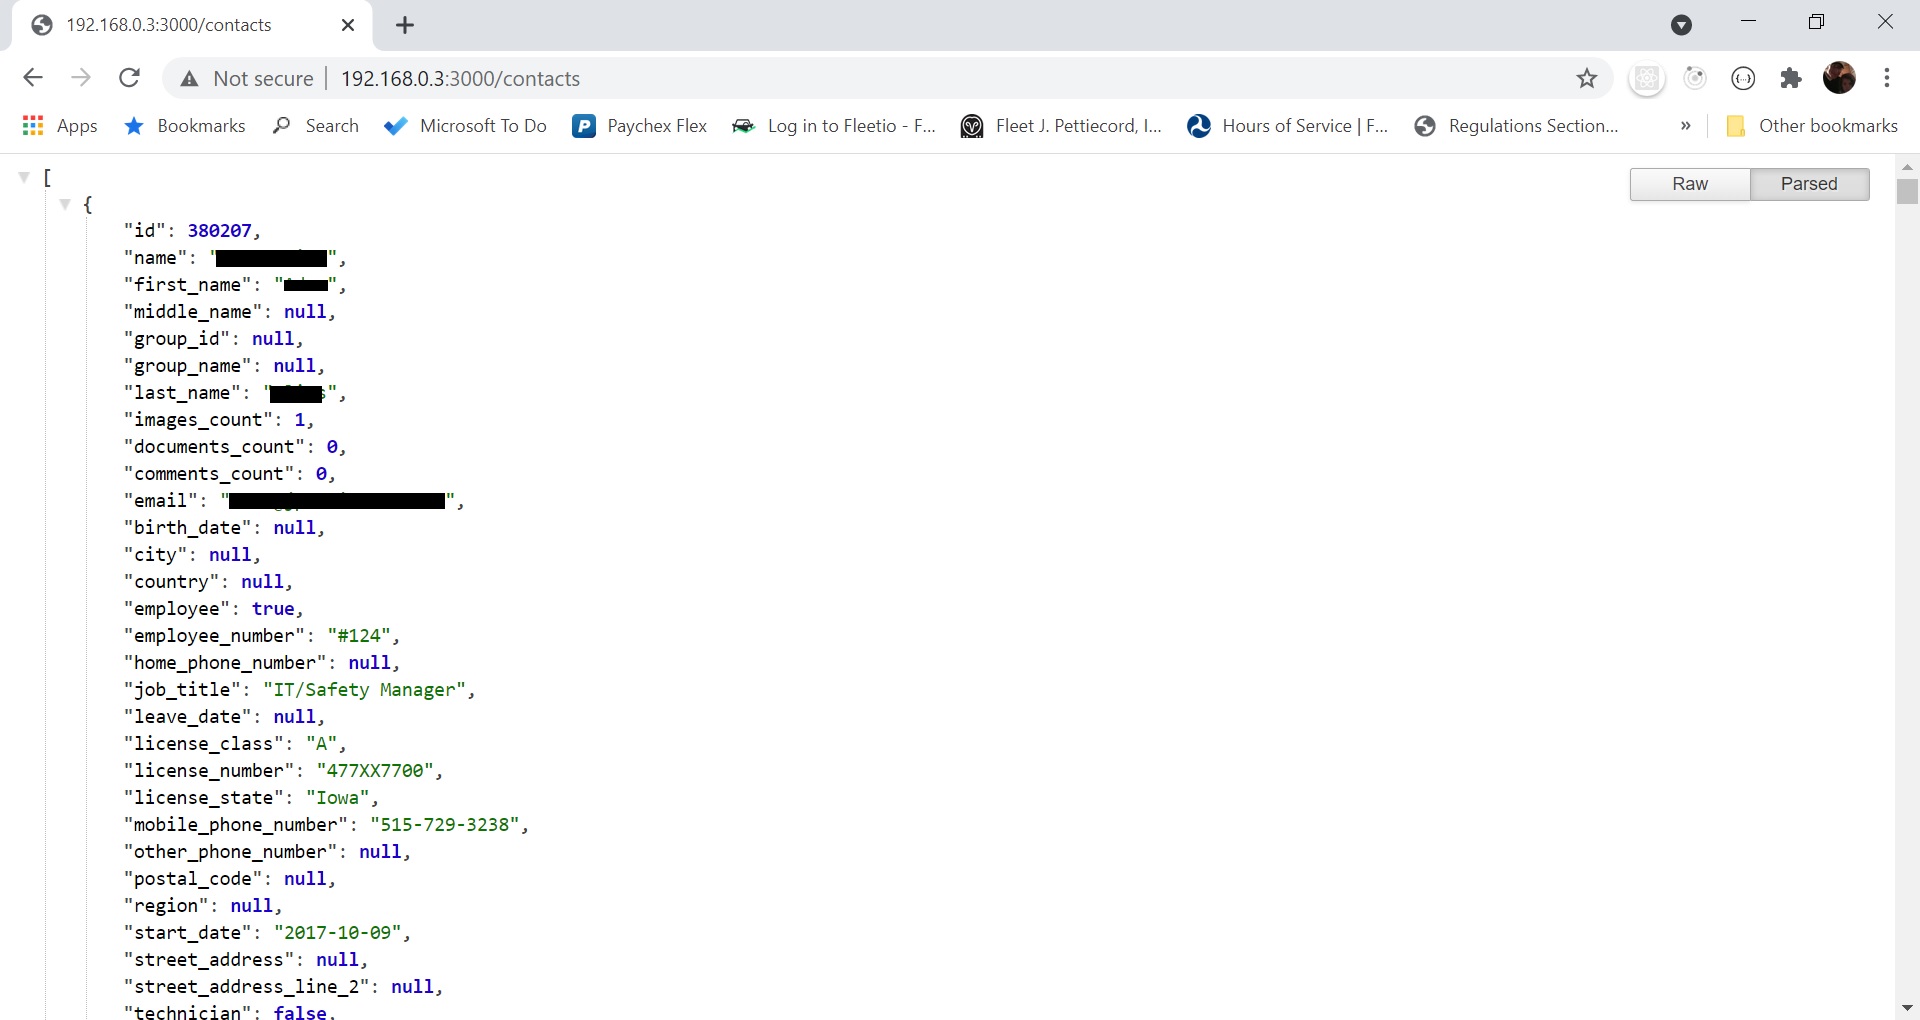 192.168.0.3:3000/contacts
Not secure 192.168.0.3:3000/contacts
Apps Bookmarks Search Microsoft To Do Paychex Flex Log in to Fleetio - F... Fleet J. Pettiecord, I... Hours of Service | F... Regulations Section... » Other bookmarks
Raw Parsed
[
{
"id": 380207,
"name": "",
"first_name": "",
"middle_name": null,
"group_id": null,
"group_name": null,
"last_name": "",
"images_count": 1,
"documents_count": 0,
"comments_count": 0,
"email": "",
"birth_date": null,
"city": null,
"country": null,
"employee": true,
"employee_number": "#124",
"home_phone_number": null,
"job_title": "IT/Safety Manager",
"leave_date": null,
"license_class": "A",
"license_number": "477XX7700",
"license_state": "Iowa",
"mobile_phone_number": "515-729-3238",
"other_phone_number": null,
"postal_code": null,
"region": null,
"start_date": "2017-10-09",
"street_address": null,
"street_address_line_2": null,
"technician": false,